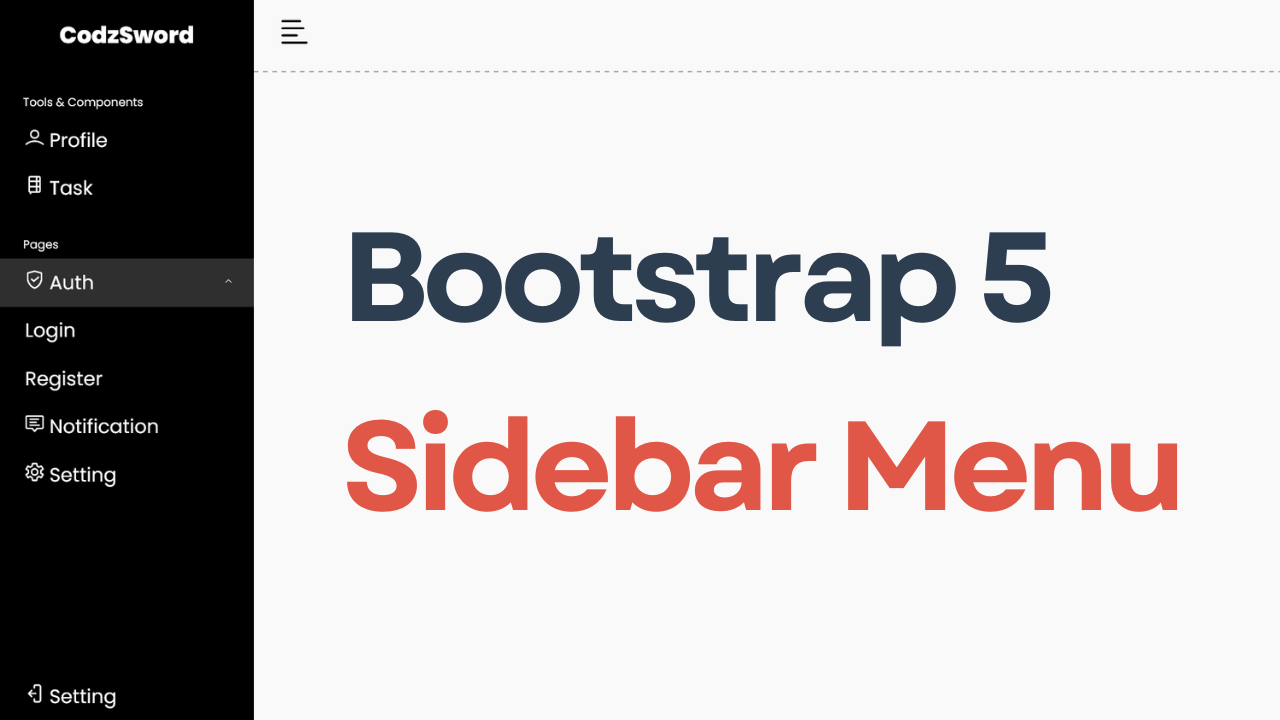 CodzSword
Tools & Components
Profile
Task
Pages
Auth
Login
Register
Notification
Setting
Setting
Bootstrap 5
Sidebar Menu